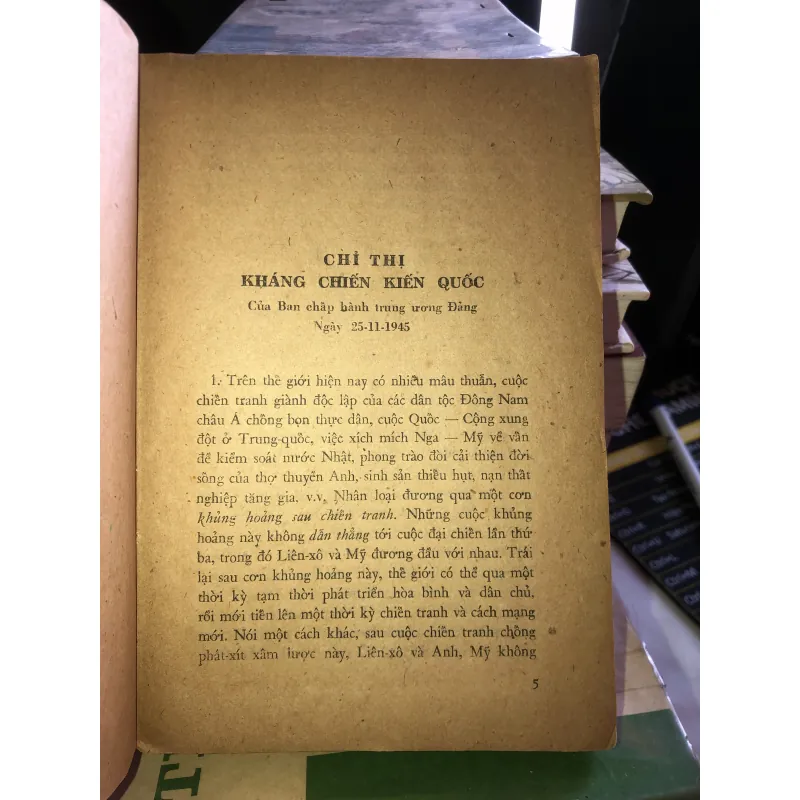 CHỈ THỊ
KHÁNG CHIẾN KIẾN QUỐC
Của Ban chấp hành trung ương Đảng
Ngày 25-11-1945
1. Trên thế giới hiện nay có nhiều mâu thuẫn, cuộc
chiến tranh giành độc lập của các dân tộc Đông Nam
châu Á chống bọn thực dân, cuộc Quốc — Cộng xung
đột ở Trung-quốc, việc xích mích Nga — Mỹ về vấn
đề kiểm soát nước Nhật, phong trào đòi cải thiện đời
sống của thợ thuyền Anh, sinh sản thiếu hụt, nạn thất
nghiệp tăng gia. v.v. Nhân loại đương qua một cơn
khủng hoảng sau chiến tranh. Những cuộc khủng
hoảng này không dẫn thẳng tới cuộc đại chiến lần thứ
ba, trong đó Liên-xô và Mỹ đương đầu với nhau. Trái
lại sau cơn khủng hoảng này, thế giới có thể qua một
thời kỳ tạm thời phát triển hòa bình và dân chủ,
rồi mới tiến lên một thời kỳ chiến tranh và cách mạng
mới. Nói một cách khác, sau cuộc chiến tranh chống
phát-xít xâm lược này, Liên-xô và Anh, Mỹ không
5